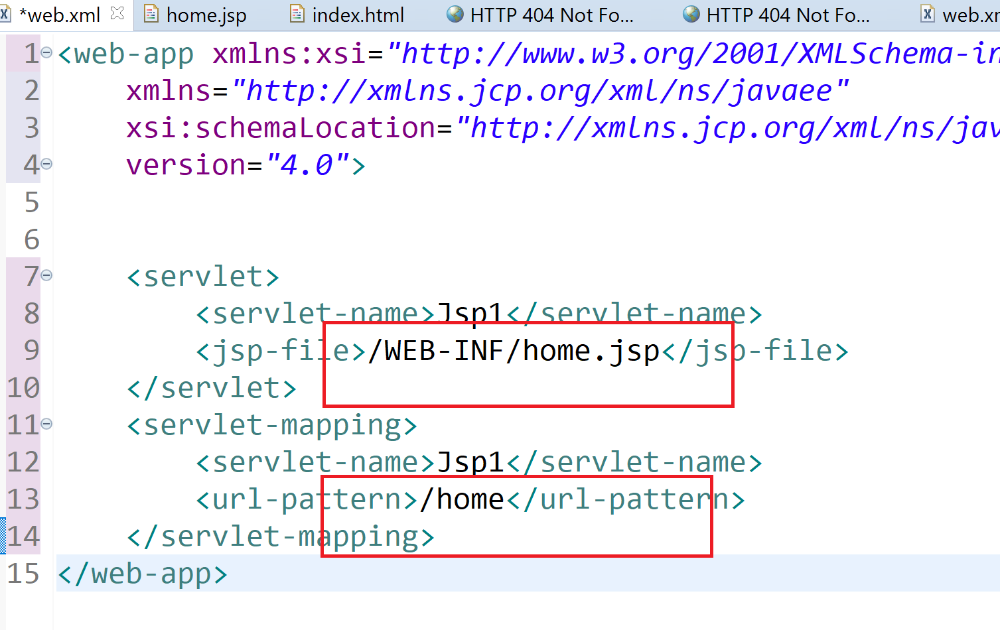 *web.xml home.jsp index.html HTTP 404 Not Fo... HTTP 404 Not Fo... web.xm
1 <web-app xmlns:xsi="http://www.w3.org/2001/XMLSchema-in
2 xmlns="http://xmlns.jcp.org/xml/ns/javaee"
3 xsi:schemaLocation="http://xmlns.jcp.org/xml/ns/jav
4 version="4.0">
5
6
7 <servlet>
8 <servlet-name>Jsp1</servlet-name>
9 <jsp-file>/WEB-INF/home.jsp</jsp-file>
10 </servlet>
11 <servlet-mapping>
12 <servlet-name>Jsp1</servlet-name>
13 <url-pattern>/home</url-pattern>
14 </servlet-mapping>
15 </web-app>